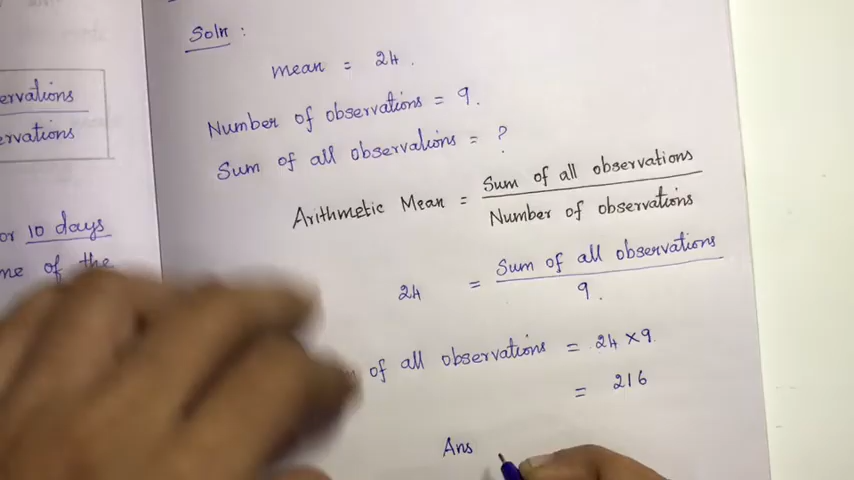 ervations
ervations
or 10 days
me of the
Soln :
mean = 24.
Number of observations = 9.
Sum of all observations = ?
Arithmetic Mean = Sum of all observations
Number of observations
24 = Sum of all observations
9.
of all observations = 24 × 9
= 216
Ans